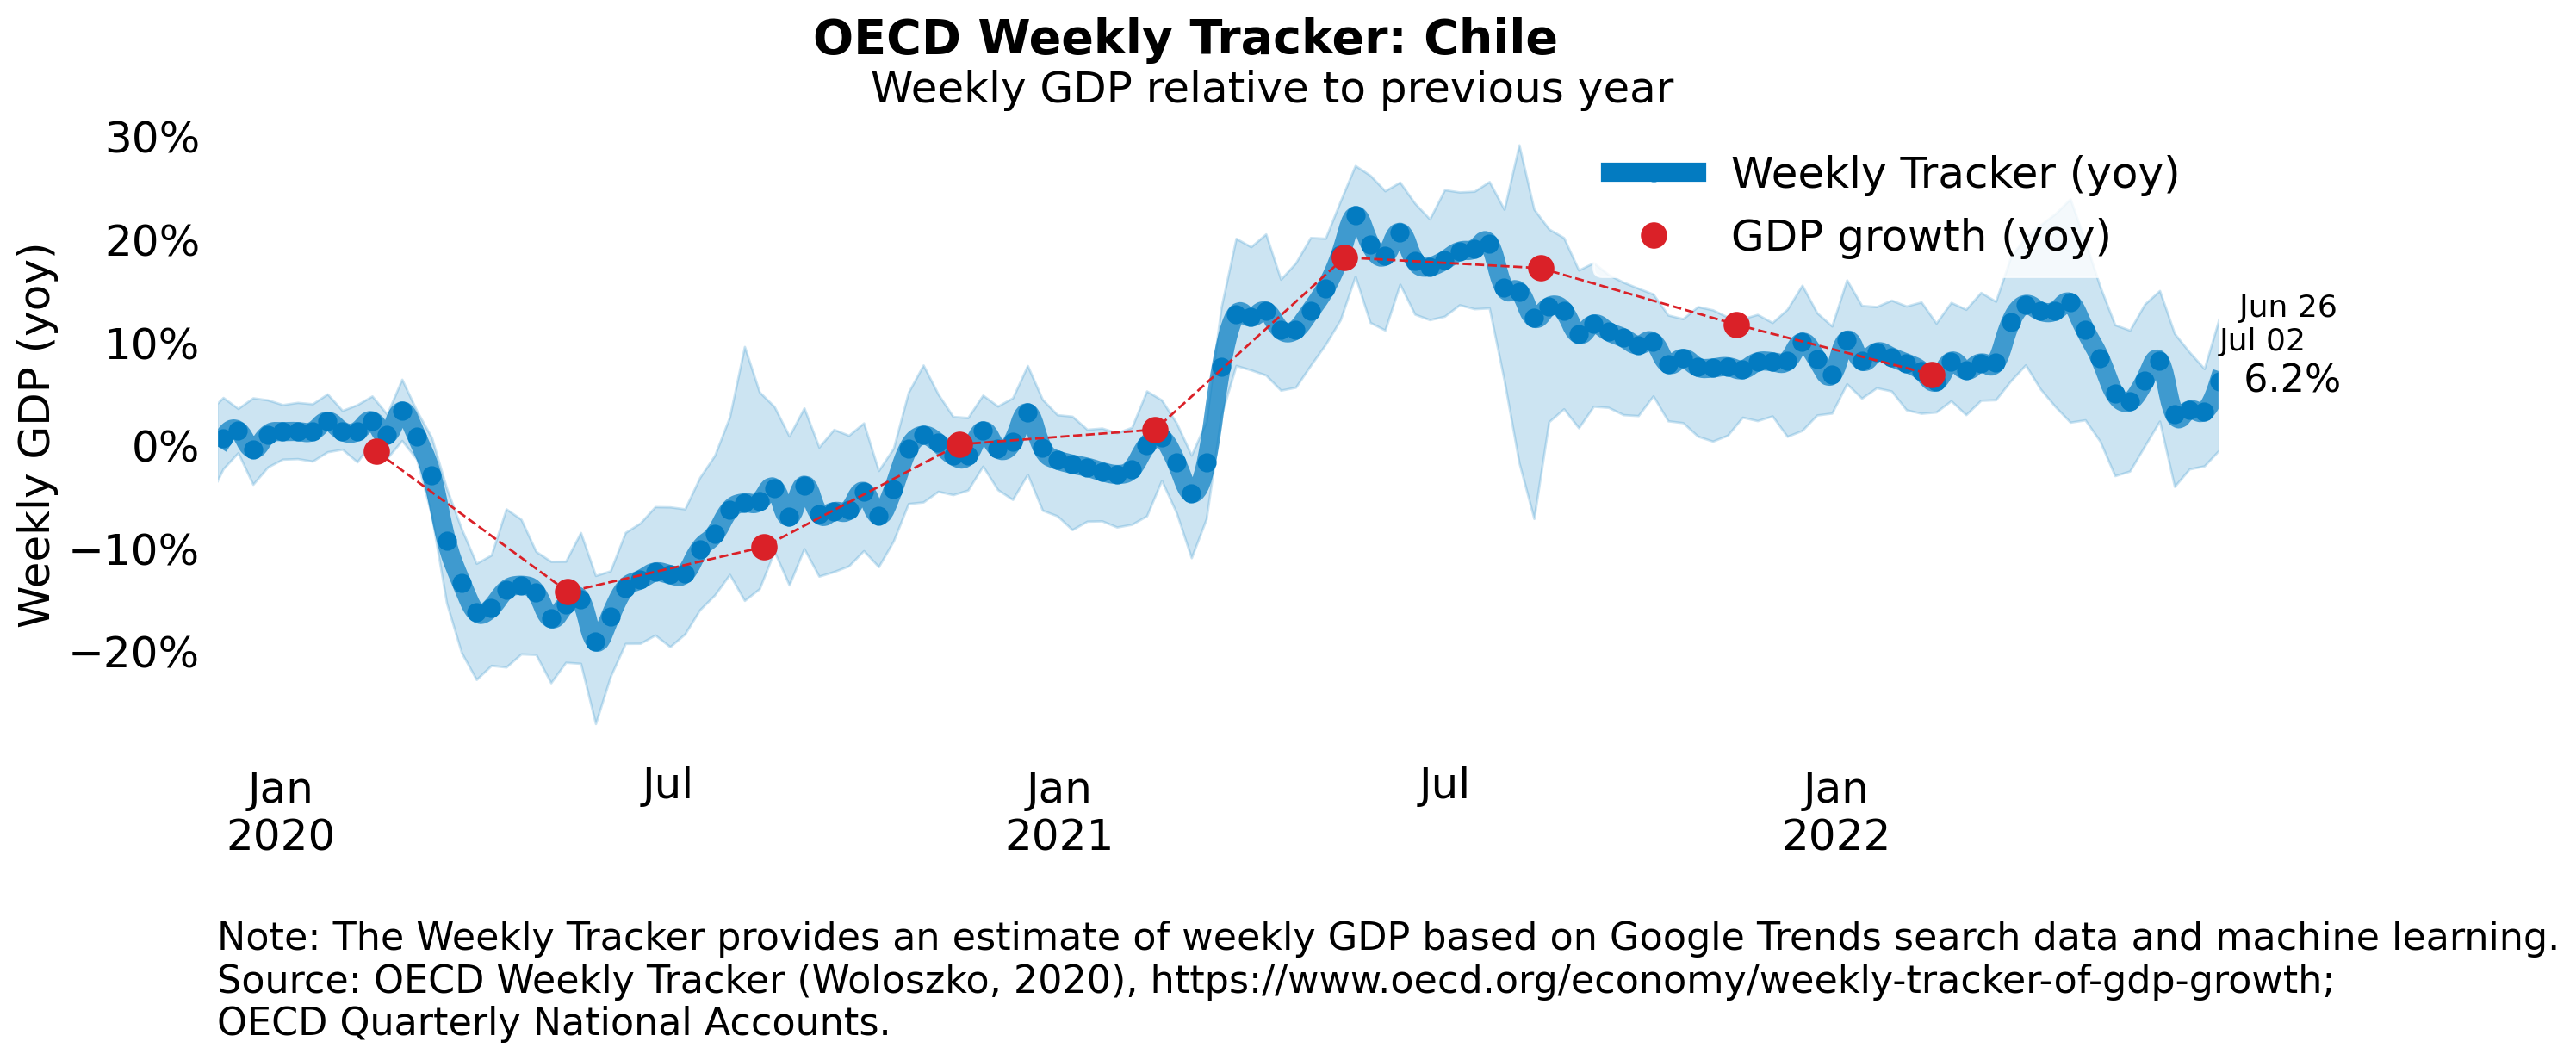 OECD Weekly Tracker: Chile
Weekly GDP relative to previous year
Weekly GDP (yoy)
30%
20%
10%
0%
−10%
−20%
Weekly Tracker (yoy)
GDP growth (yoy)
Jun 26
Jul 02
6.2%
Jan
2020
Jul
Jan
2021
Jul
Jan
2022
Note: The Weekly Tracker provides an estimate of weekly GDP based on Google Trends search data and machine learning.
Source: OECD Weekly Tracker (Woloszko, 2020), https://www.oecd.org/economy/weekly-tracker-of-gdp-growth;
OECD Quarterly National Accounts.